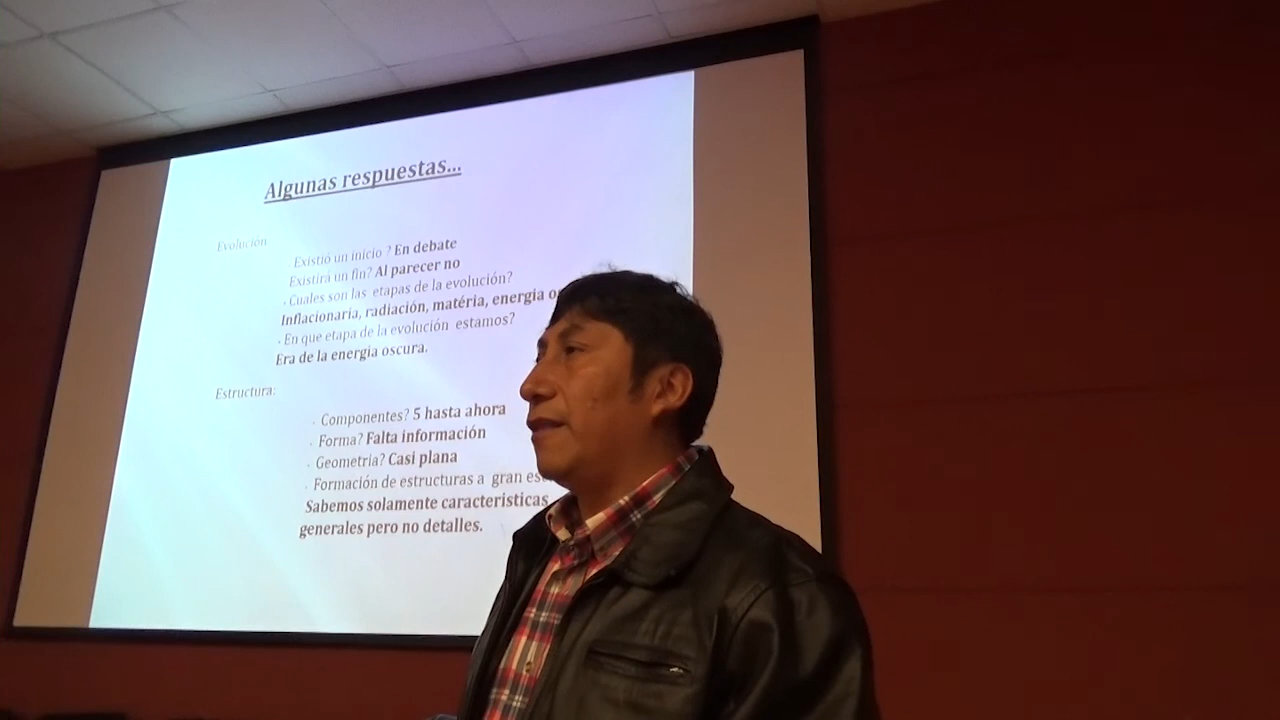 Algunas respuestas...
Evolución
Existió un inicio ? En debate
Existirá un fin? Al parecer no
- Cuales son las etapas de la evolución?
Inflacionaria, radiación, matéria, energia
- En que etapa de la evolución estamos?
Era de la energia oscura.
Estructura:
- Componentes? 5 hasta ahora
- Forma? Falta información
- Geometria? Casi plana
- Formación de estructuras a gran
Sabemos solamente caracteristicas
generales pero no detalles.